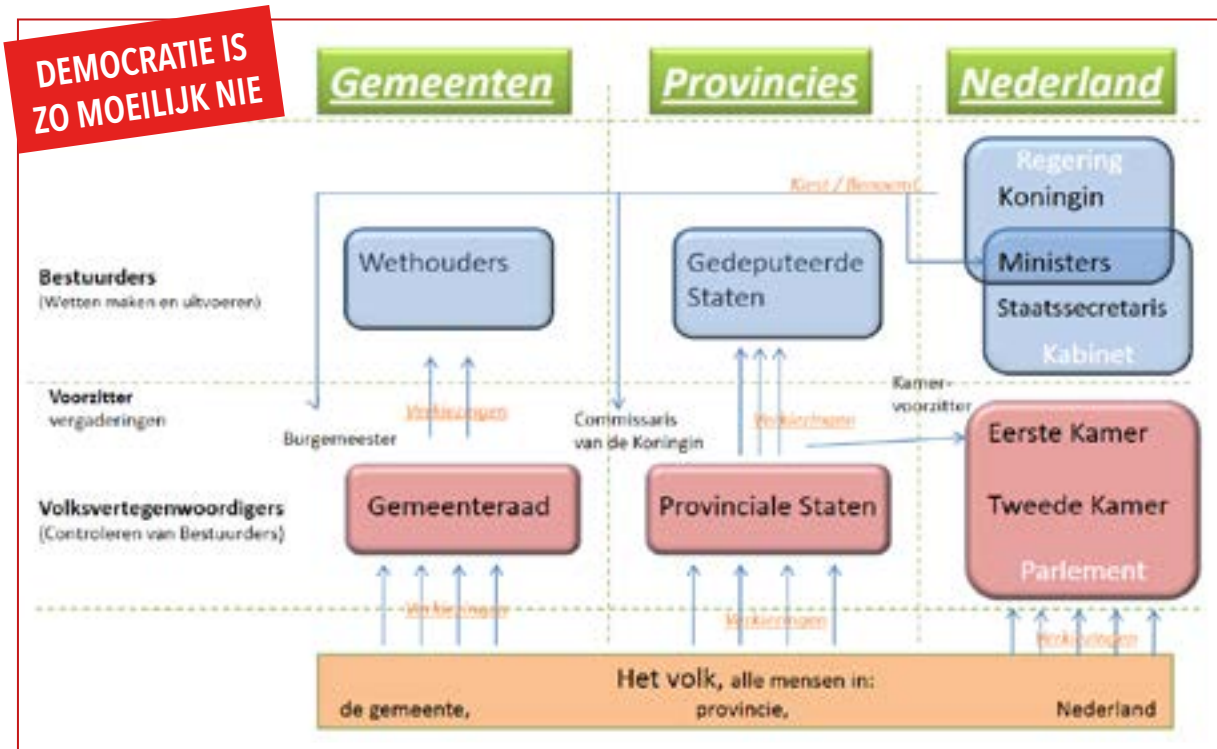 DEMOCRATIE IS
ZO MOEILIJK NIE
Gemeenten
Provincies
Nederland
Regering
Koningin
Kiest / Benoemt
Bestuurders
(Wetten maken en uitvoeren)
Wethouders
Gedeputeerde
Staten
Ministers
Staatssecretaris
Kabinet
Voorzitter
vergaderingen
Burgemeester
Verkiezingen
Commissaris
van de Koningin
Verkiezingen
Kamer-
voorzitter
Volksvertegenwoordigers
(Controleren van Bestuurders)
Gemeenteraad
Provinciale Staten
Eerste Kamer
Tweede Kamer
Parlement
Verkiezingen
Verkiezingen
Verkiezingen
Het volk, alle mensen in:
de gemeente,
provincie,
Nederland